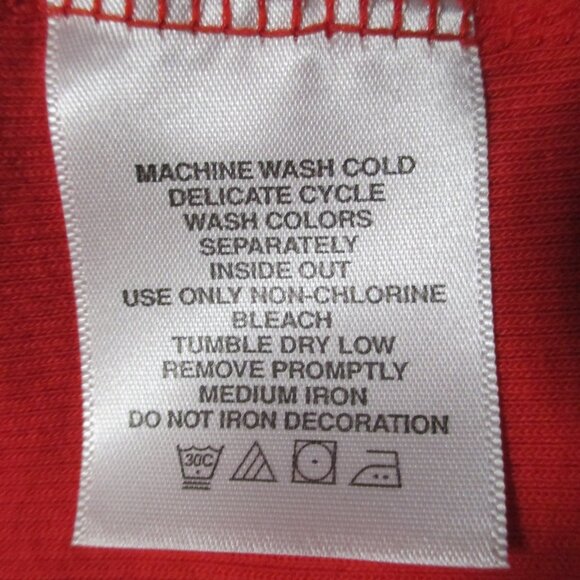 MACHINE WASH COLD
DELICATE CYCLE
WASH COLORS
SEPARATELY
INSIDE OUT
USE ONLY NON-CHLORINE
BLEACH
TUMBLE DRY LOW
REMOVE PROMPTLY
MEDIUM IRON
DO NOT IRON DECORATION
30C